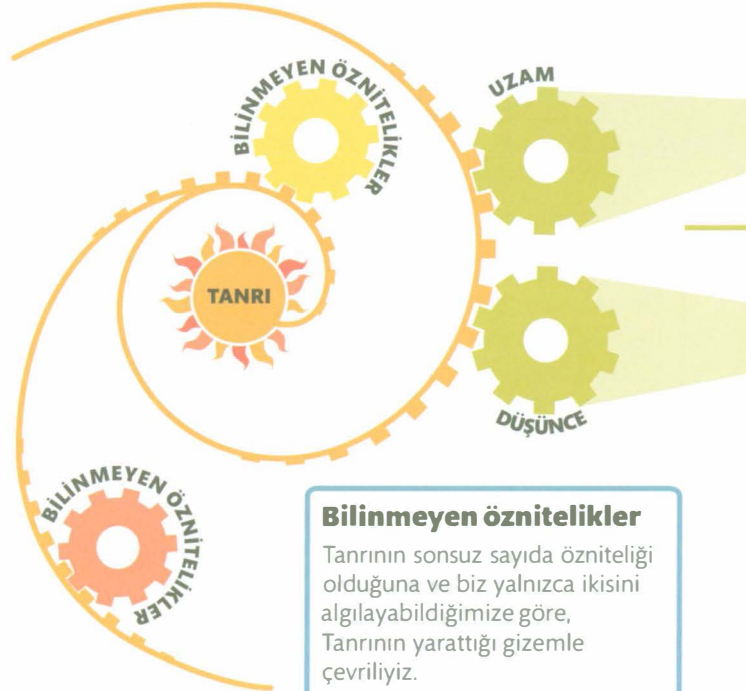 BİLİNMEYEN ÖZNİTELİKLER
UZAM
TANRI
DÜŞÜNCE
BİLİNMEYEN ÖZNİTELİKLER
Bilinmeyen öznitelikler
Tanrının sonsuz sayıda özniteliği
olduğuna ve biz yalnızca ikisini
algılayabildiğimize göre,
Tanrının yarattığı gizemle
çevriliyiz.